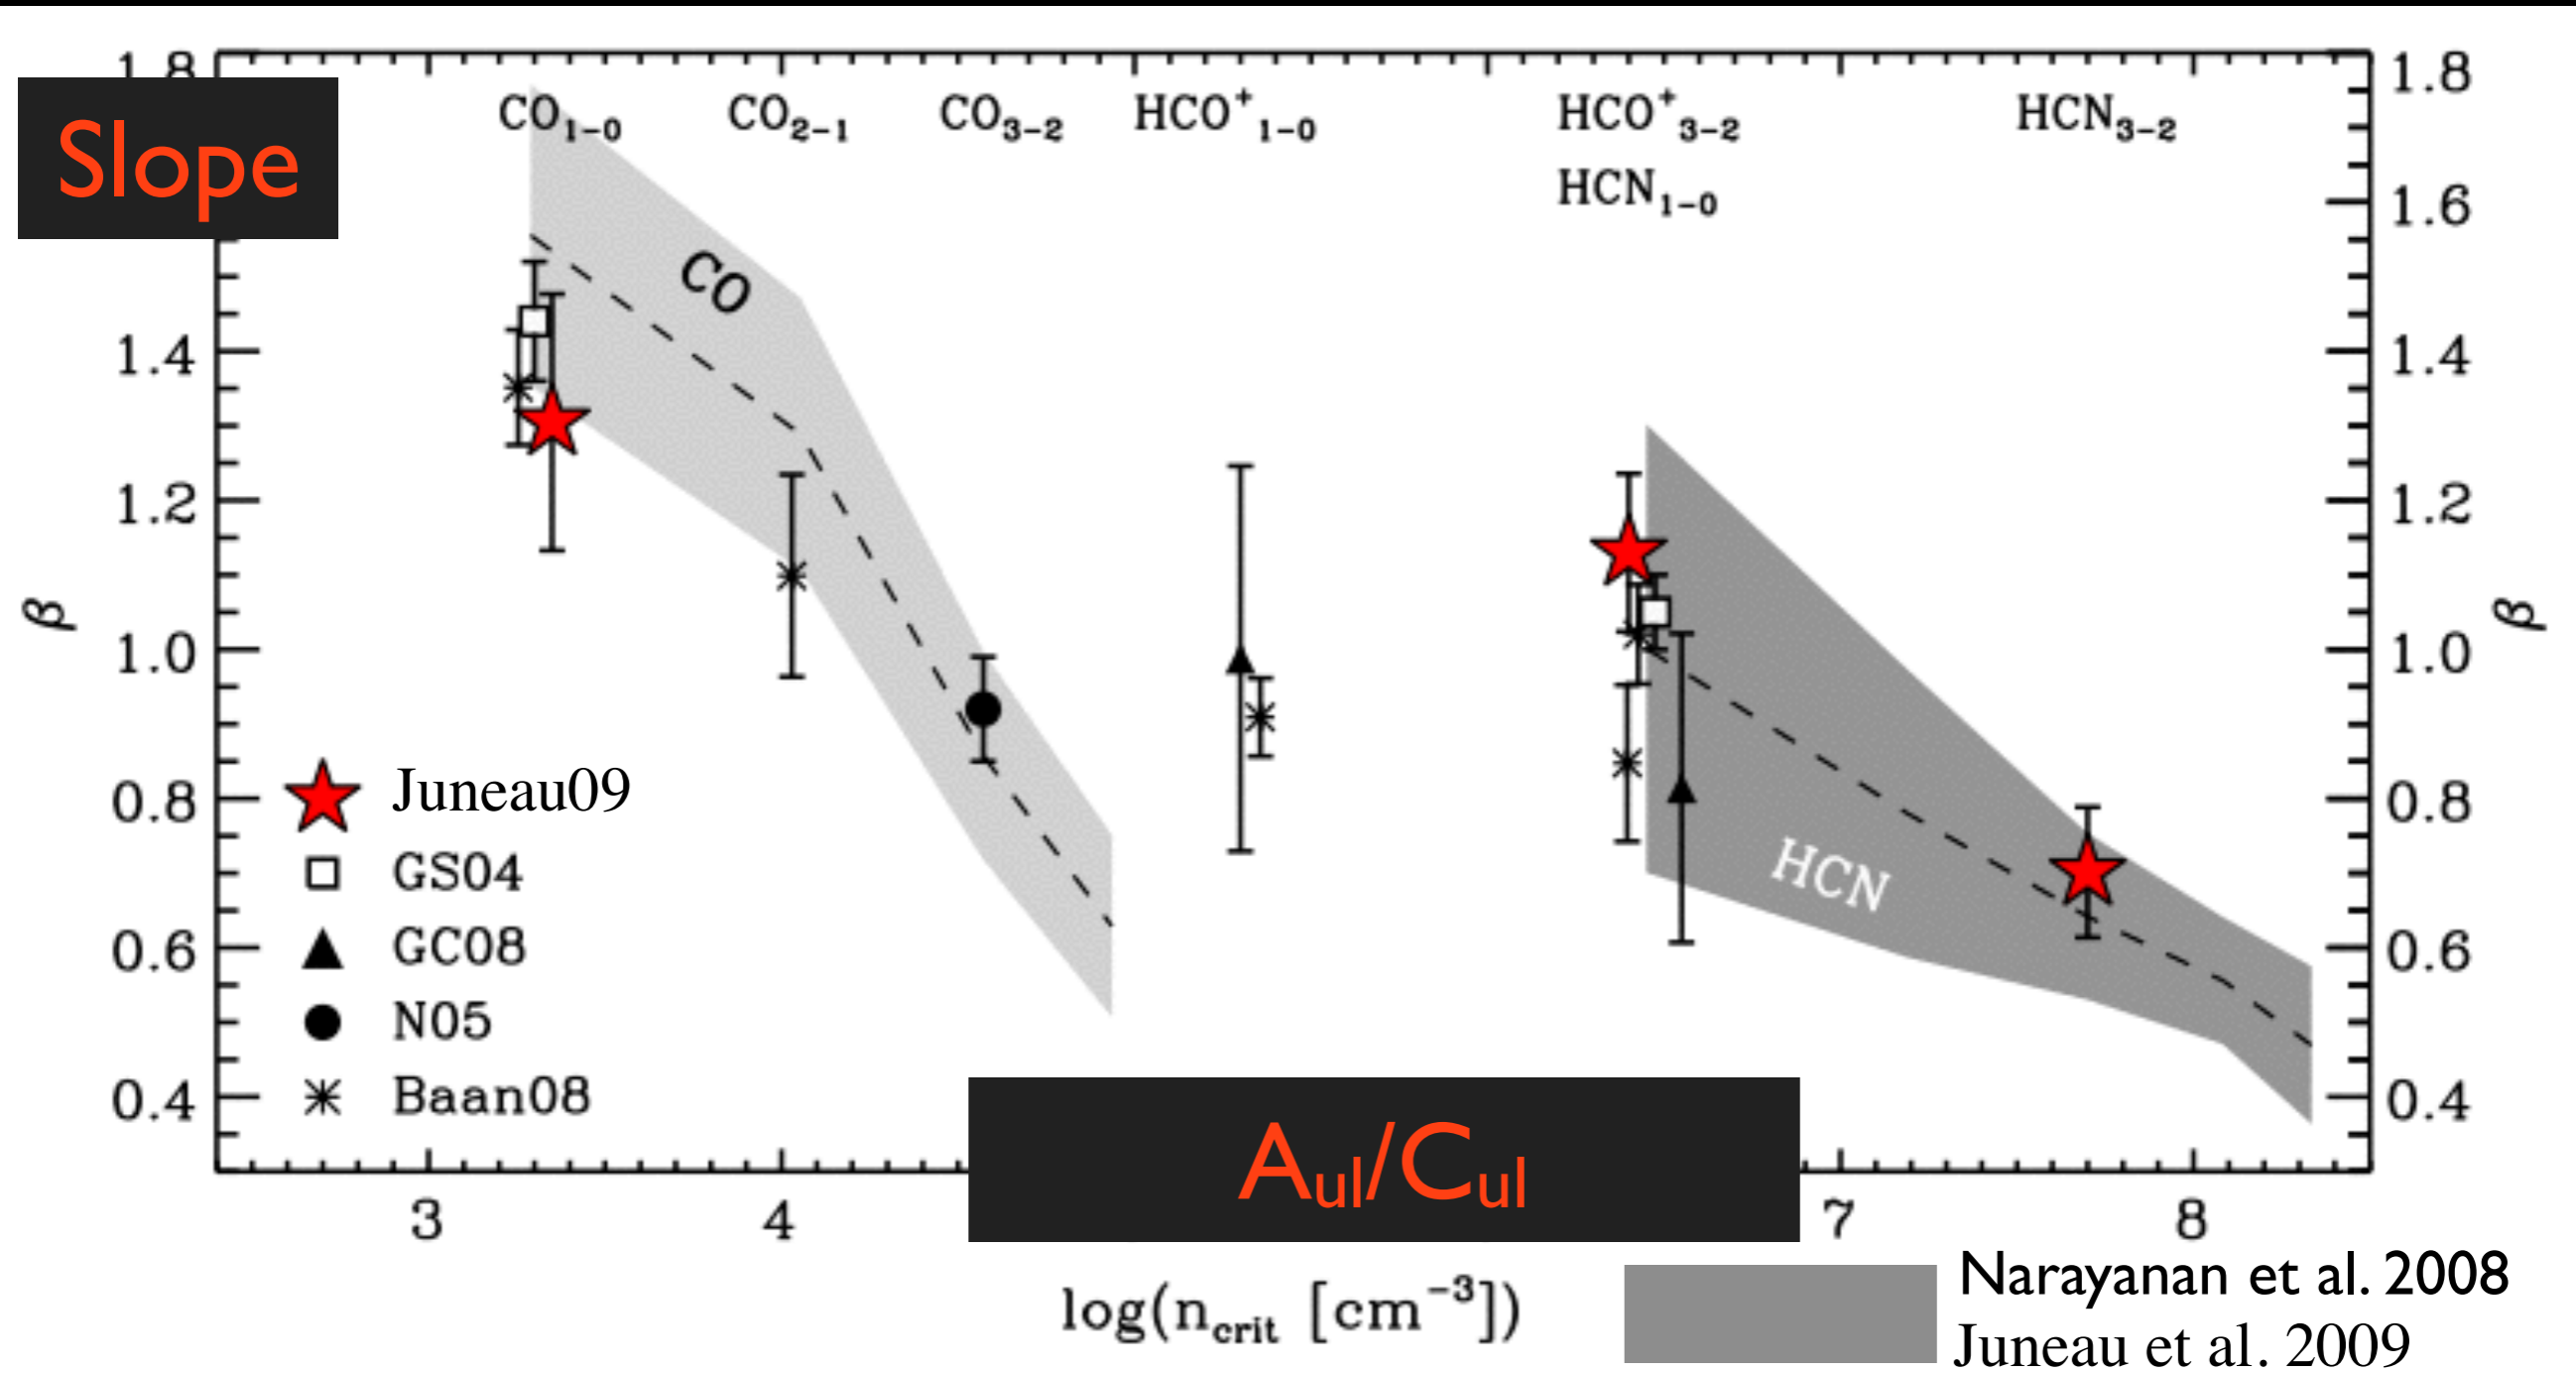 1.8 1.8
CO₁₋₀ CO₂₋₁ CO₃₋₂ HCO⁺₁₋₀ HCO⁺₃₋₂ HCN₃₋₂
Slope
HCN₁₋₀
1.6
CO
1.4 1.4
1.2 1.2
β β
1.0 1.0
Juneau09
0.8 0.8
GS04
HCN
GC08
0.6 0.6
N05
Baan08
0.4 0.4
Aul/Cul
3 4 7 8
log(ncrit [cm⁻³])
Narayanan et al. 2008
Juneau et al. 2009